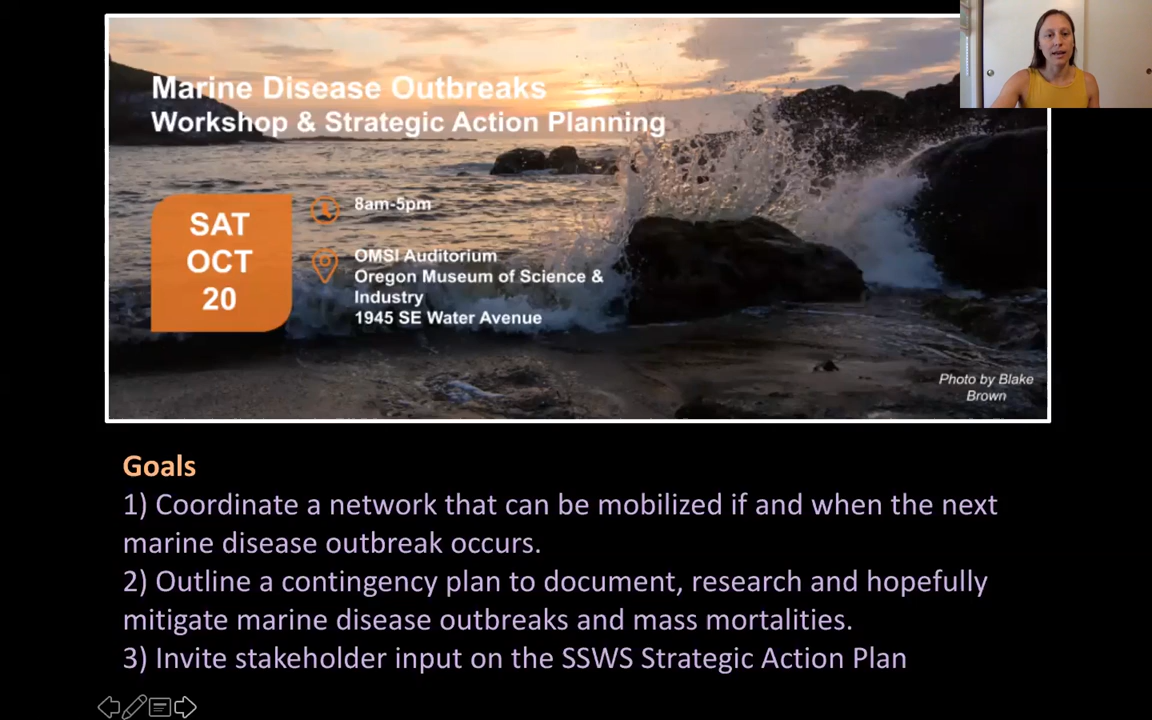 Marine Disease Outbreaks
Workshop & Strategic Action Planning
SAT
OCT
20
8am-5pm
OMSI Auditorium
Oregon Museum of Science &
Industry
1945 SE Water Avenue
Photo by Blake
Brown
Goals
1) Coordinate a network that can be mobilized if and when the next
marine disease outbreak occurs.
2) Outline a contingency plan to document, research and hopefully
mitigate marine disease outbreaks and mass mortalities.
3) Invite stakeholder input on the SSWS Strategic Action Plan